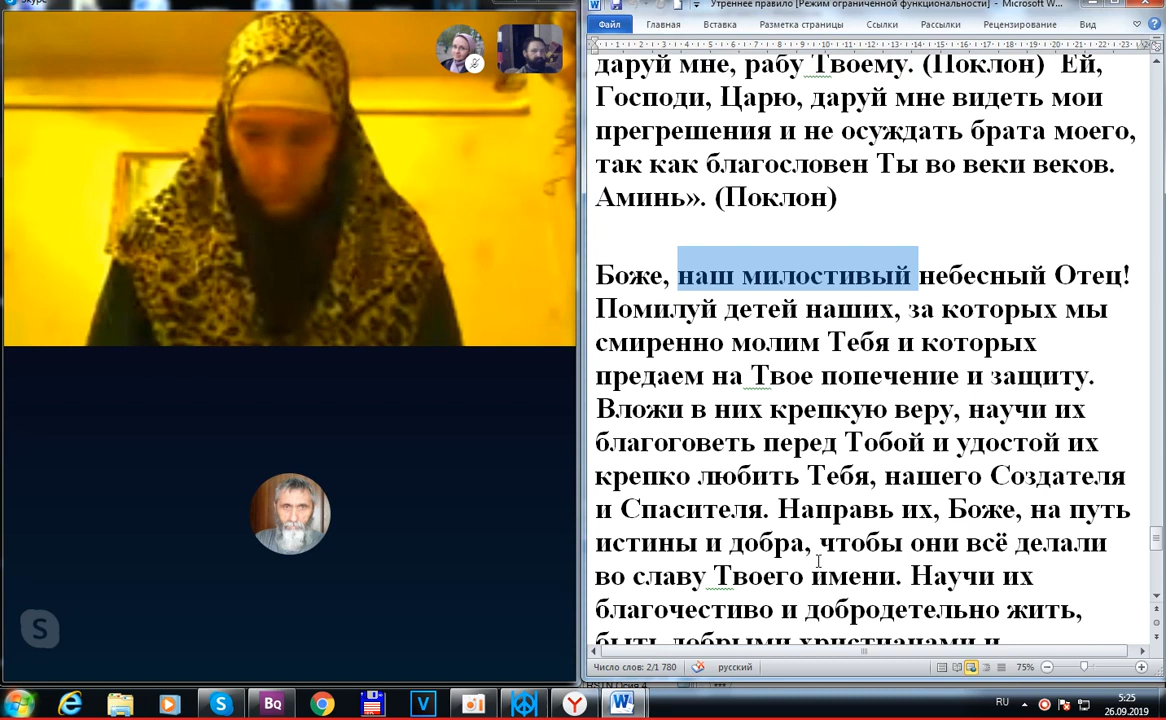 Skype
Утреннее правило [Режим ограниченной функциональности] - Microsoft W...
Файл Главная Вставка Разметка страницы Ссылки Рассылки Рецензирование Вид
даруй мне, рабу Твоему. (Поклон) Ей,
Господи, Царю, даруй мне видеть мои
прегрешения и не осуждать брата моего,
так как благословен Ты во веки веков.
Аминь». (Поклон)
Боже, наш милостивый небесный Отец!
Помилуй детей наших, за которых мы
смиренно молим Тебя и которых
предаем на Твое попечение и защиту.
Вложи в них крепкую веру, научи их
благоговеть перед Тобой и удостой их
крепко любить Тебя, нашего Создателя
и Спасителя. Направь их, Боже, на путь
истины и добра, чтобы они всё делали
во славу Твоего имени. Научи их
благочестиво и добродетельно жить,
быть добрыми христианами и
Число слов: 2/1 780 русский 75%
S
Bq V W
RU 5:25
26.09.2019